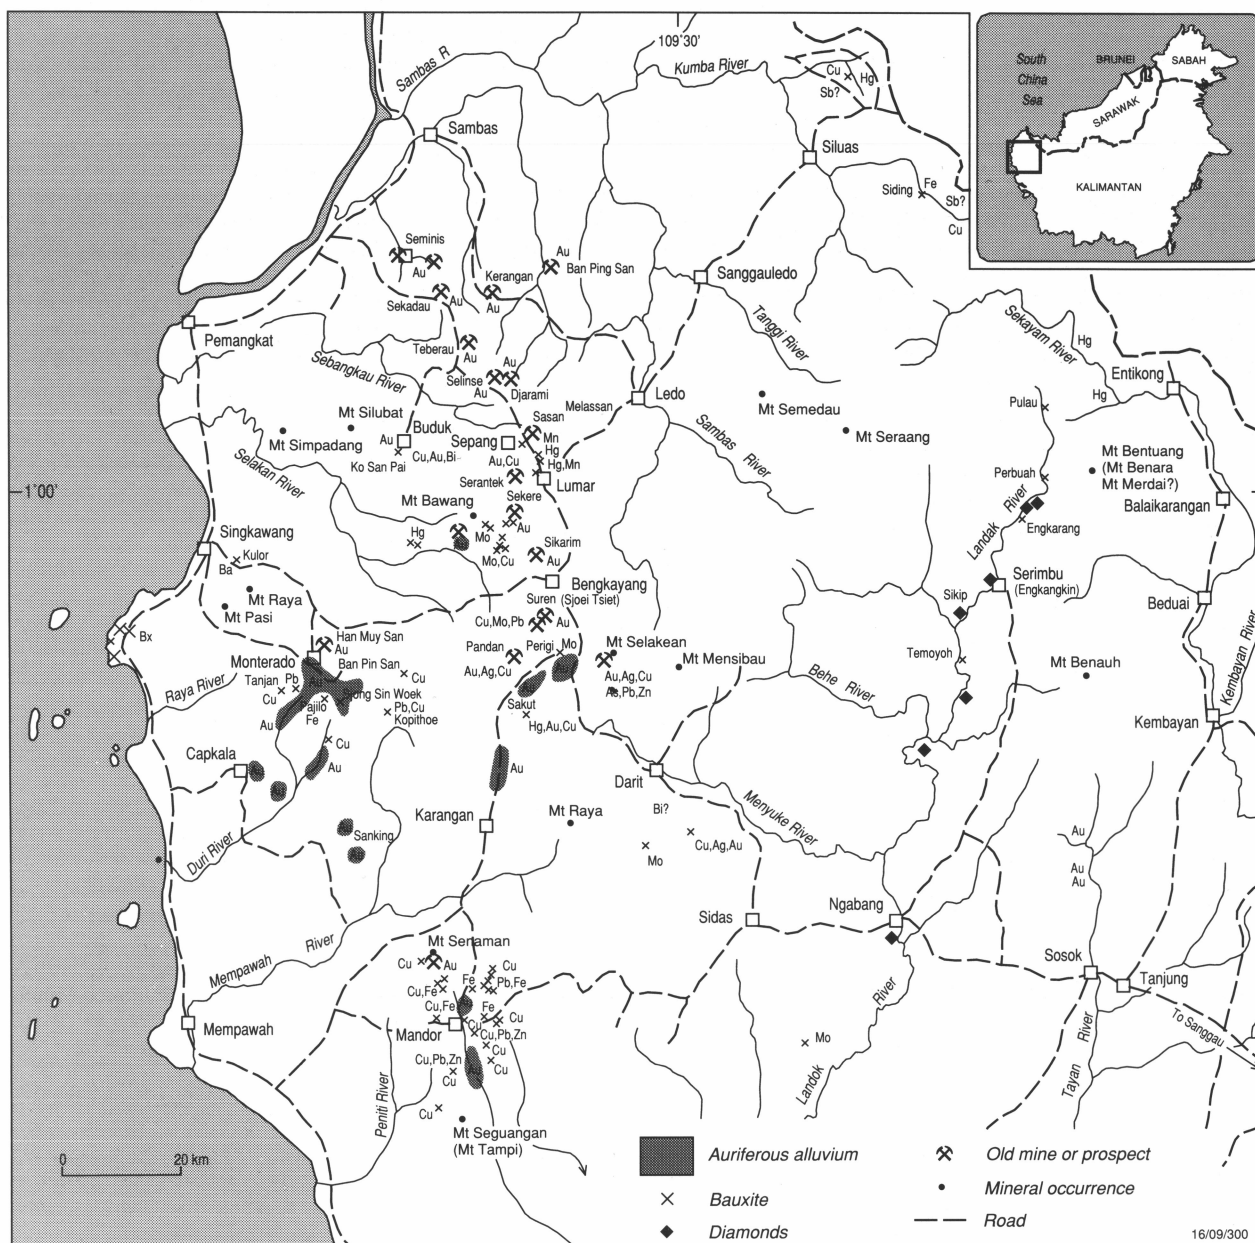 109°30'
Sambas R
Kumba River
Cu
Hg
Sb?
South
China
Sea
BRUNEI
SABAH
SARAWAK
KALIMANTAN
Sambas
Siluas
Siding
Fe
Sb?
Cu
Seminis
Au
Au
Ban Ping San
Kerangan
Au
Sanggauledo
Sekadau
Au
Tanggi River
Sekayam River
Hg
Pemangkat
Teberau
Au
Sebangkau River
Selinse
Au
Au
Djarami
Entikong
Hg
Melassan
Ledo
Mt Semedau
Pulau
Mt Silubat
Mt Simpadang
Buduk
Au
Cu,Au,Bi
Ko San Pai
Sepang
Sasan
Mn
Hg
Au,Cu
Hg,Mn
Mt Seraang
Sambas River
Mt Bentuang
(Mt Benara
Mt Merdai?)
Selakan River
Serantek
Lumar
Perbuah
1°00'
Mt Bawang
Sekere
Au
Landak River
Engkarang
Balaikarangan
Singkawang
Hg
Mo
Mo,Cu
Sikarim
Au
Kulor
Ba
Bengkayang
Serimbu
(Engkangkin)
Mt Raya
Mt Pasi
Suren
(Sjoei Tsiet)
Cu,Mo,Pb
Au
Sikip
Beduai
Bx
Han Muy San
Au
Monterado
Ban Pin San
Pandan
Perigi
Mo
Au,Ag,Cu
Au
Mt Selakean
Mt Mensibau
Temoyoh
Mt Benauh
Kembayan River
Raya River
Tanjan
Pb
Cu
Au
Cu
Au,Ag,Cu
As,Pb,Zn
Behe River
Sjong Sin Woek
Pajilo
Fe
Au
Pb,Cu
Kopithoe
Au
Sakut
Hg,Au,Cu
Kembayan
Capkala
Cu
Au
Au
Au
Au
Darit
Menyuke River
Karangan
Mt Raya
Bi?
Au
Sanking
Au
Duri River
Mo
Cu,Ag,Au
Au
Au
Au
Sidas
Ngabang
Mempawah River
Mt Senaman
Cu
Au
Cu
Cu,Fe
Fe
Pb,Fe
Sosok
Tanjung
Cu,Fe
Fe
Cu
Mempawah
Mandor
Cu
Cu,Pb,Zn
Cu
Cu,Pb,Zn
Cu
Au
Cu
Mo
Landok River
Tayan River
To Sanggau
Peniti River
Cu
Mt Seguangan
(Mt Tampi)
0
20 km
Auriferous alluvium
Bauxite
Diamonds
Old mine or prospect
Mineral occurrence
Road
16/09/300